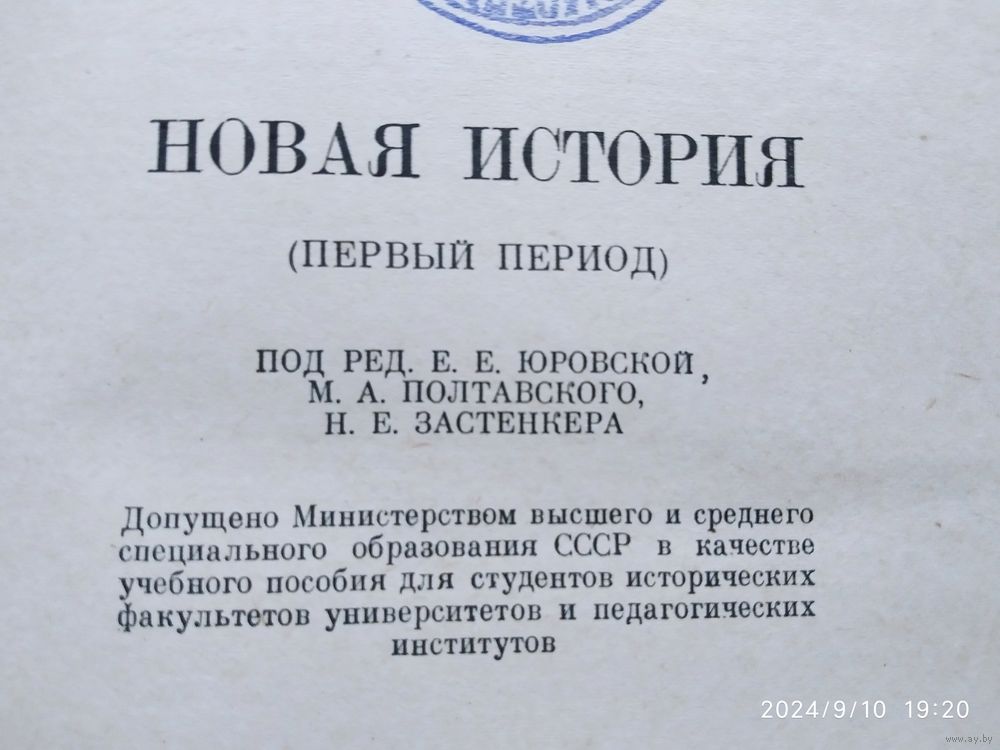 НОВАЯ ИСТОРИЯ
(ПЕРВЫЙ ПЕРИОД)
ПОД РЕД. Е. Е. ЮРОВСКОЙ,
М. А. ПОЛТАВСКОГО,
Н. Е. ЗАСТЕНКЕРА
Допущено Министерством высшего и среднего
специального образования СССР в качестве
учебного пособия для студентов исторических
факультетов университетов и педагогических
институтов
2024/9/10 19:20
www.ay.by